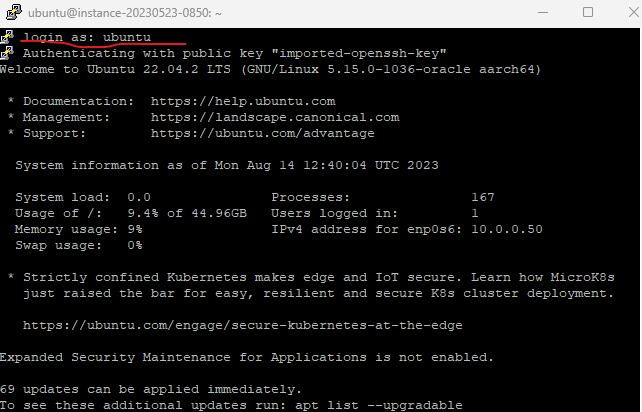 ubuntu@instance-20230523-0850: ~
login as: ubuntu
Authenticating with public key "imported-openssh-key"
Welcome to Ubuntu 22.04.2 LTS (GNU/Linux 5.15.0-1036-oracle aarch64)
* Documentation:  https://help.ubuntu.com
* Management:     https://landscape.canonical.com
* Support:        https://ubuntu.com/advantage
System information as of Mon Aug 14 12:40:04 UTC 2023
System load:  0.0                Processes:               167
Usage of /:   9.4% of 44.96GB   Users logged in:         1
Memory usage: 9%                 IPv4 address for enp0s6: 10.0.0.50
Swap usage:   0%
* Strictly confined Kubernetes makes edge and IoT secure. Learn how MicroK8s
just raised the bar for easy, resilient and secure K8s cluster deployment.
https://ubuntu.com/engage/secure-kubernetes-at-the-edge
Expanded Security Maintenance for Applications is not enabled.
69 updates can be applied immediately.
To see these additional updates run: apt list --upgradable